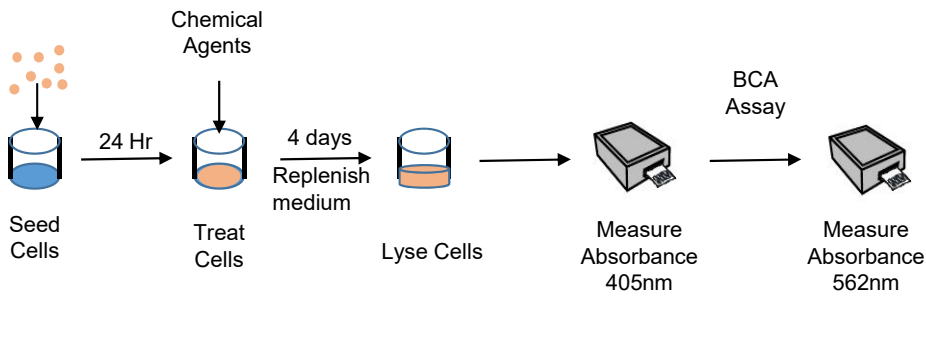 Chemical
Agents
24 Hr
4 days
Replenish
medium
BCA
Assay
Seed
Cells
Treat
Cells
Lyse Cells
Measure
Absorbance
405nm
Measure
Absorbance
562nm